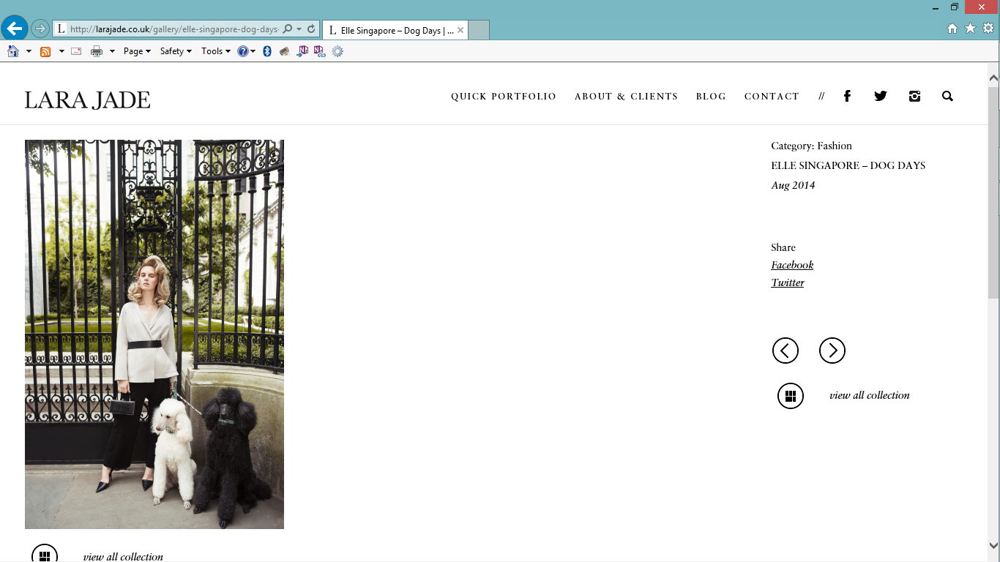 L http://larajade.co.uk/gallery/elle-singapore-dog-days-
L Elle Singapore – Dog Days | ...
Page Safety Tools
LARA JADE
QUICK PORTFOLIO ABOUT & CLIENTS BLOG CONTACT //
Category: Fashion
ELLE SINGAPORE – DOG DAYS
Aug 2014
Share
Facebook
Twitter
view all collection
view all collection